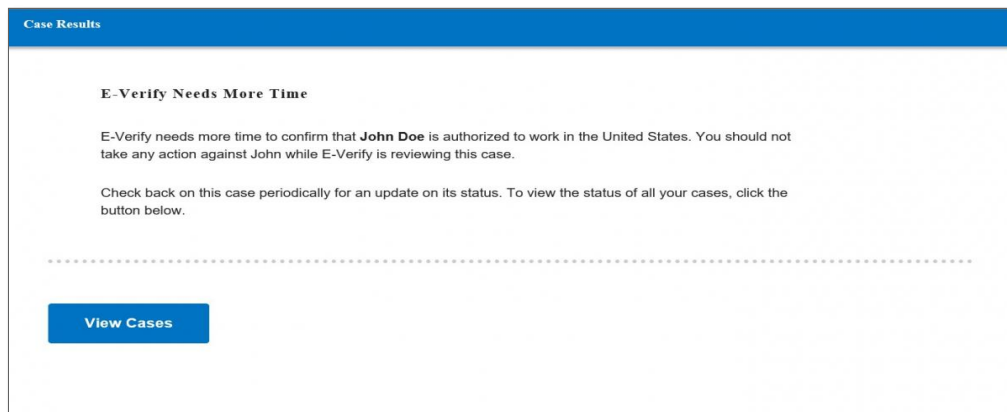 Case Results
E-Verify Needs More Time
E-Verify needs more time to confirm that John Doe is authorized to work in the United States. You should not
take any action against John while E-Verify is reviewing this case.
Check back on this case periodically for an update on its status. To view the status of all your cases, click the
button below.
View Cases